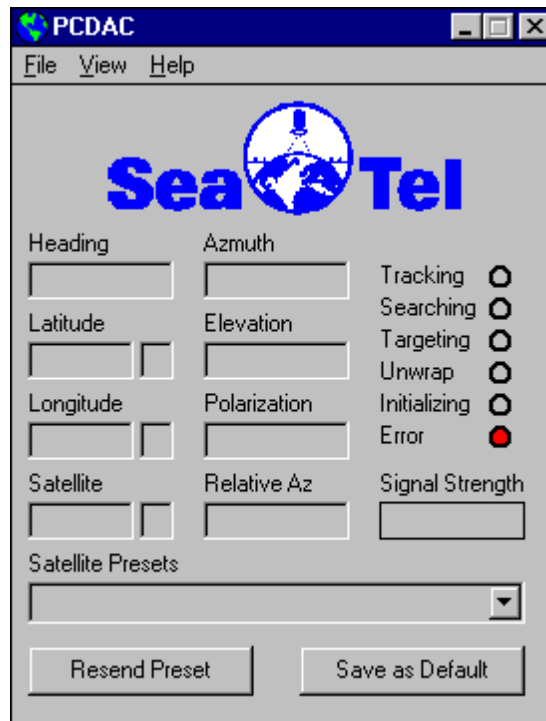 PCDAC
File View Help
Sea Tel
Heading Azmuth
Tracking
Searching
Latitude Elevation
Targeting
Unwrap
Longitude Polarization
Initializing
Error
Satellite Relative Az Signal Strength
Satellite Presets
Resend Preset Save as Default